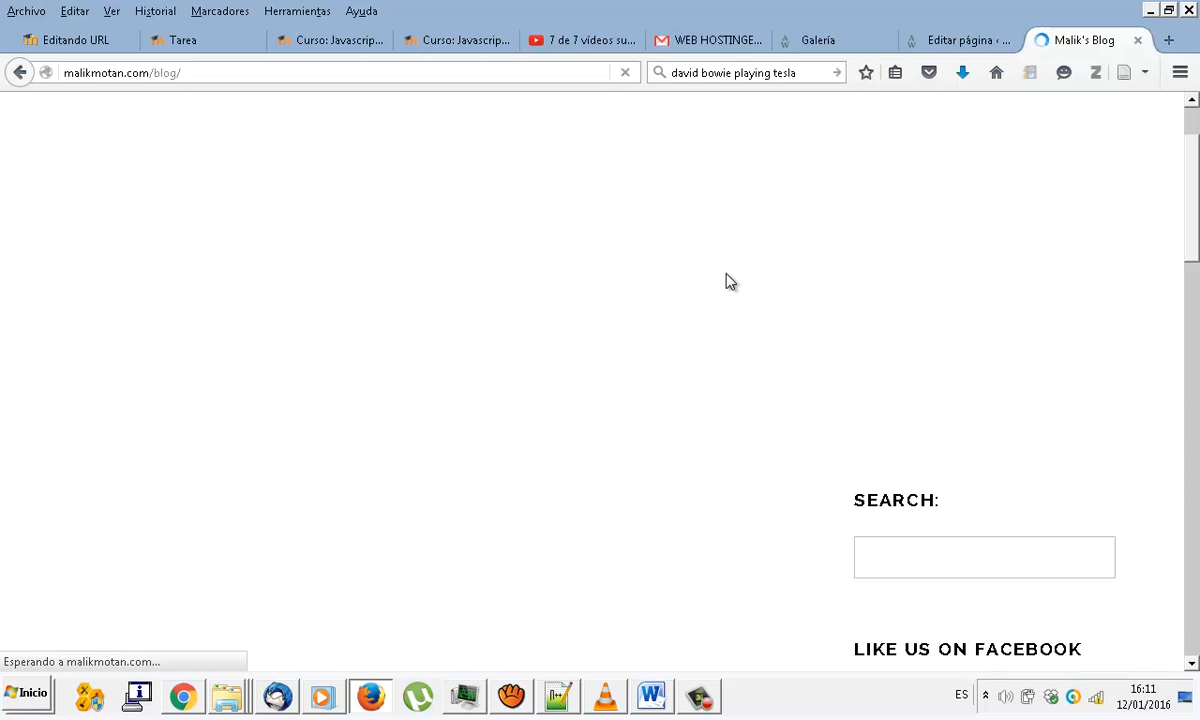 Archivo Editar Ver Historial Marcadores Herramientas Ayuda
Editando URL Tarea Curso: Javascrip... Curso: Javascrip... 7 de 7 vídeos su... WEB HOSTINGE... Galería Editar página ‹ ... Malik's Blog
malikmotan.com/blog/ david bowie playing tesla
SEARCH:
LIKE US ON FACEBOOK
Esperando a malikmotan.com...
Inicio ES 16:11
12/01/2016